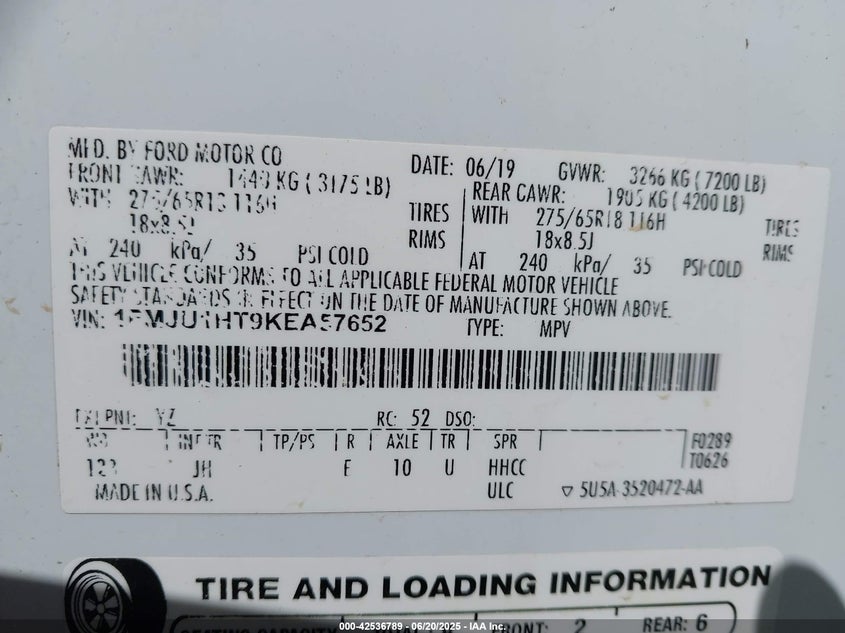 MFD. BY FORD MOTOR CO DATE: 06/19 GVWR: 3266 KG ( 7200 LB)
FRONT GAWR: 1440 KG ( 3175 LB) REAR GAWR: 1905 KG ( 4200 LB)
WITH 275/65R18 116H TIRES WITH 275/65R18 116H TIRES
18x8.5J RIMS 18x8.5J RIMS
AT 240 kPa/ 35 PSI COLD AT 240 kPa/ 35 PSI COLD
THIS VEHICLE CONFORMS TO ALL APPLICABLE FEDERAL MOTOR VEHICLE
SAFETY STANDARDS IN EFFECT ON THE DATE OF MANUFACTURE SHOWN ABOVE.
VIN: 1FMJU1HT9KEA57652 TYPE: MPV
EXT PNT: YZ RC: 52 DSO:
WB INT TR TP/PS R AXLE TR SPR F0289
JH E 10 U HHCC T0626
MADE IN U.S.A. ULC ▽ 5U5A-3520472-AA
TIRE AND LOADING INFORMATION
SEATING CAPACITY FRONT: 2 REAR: 6
000-42536789 - 06/20/2025 - IAA Inc.